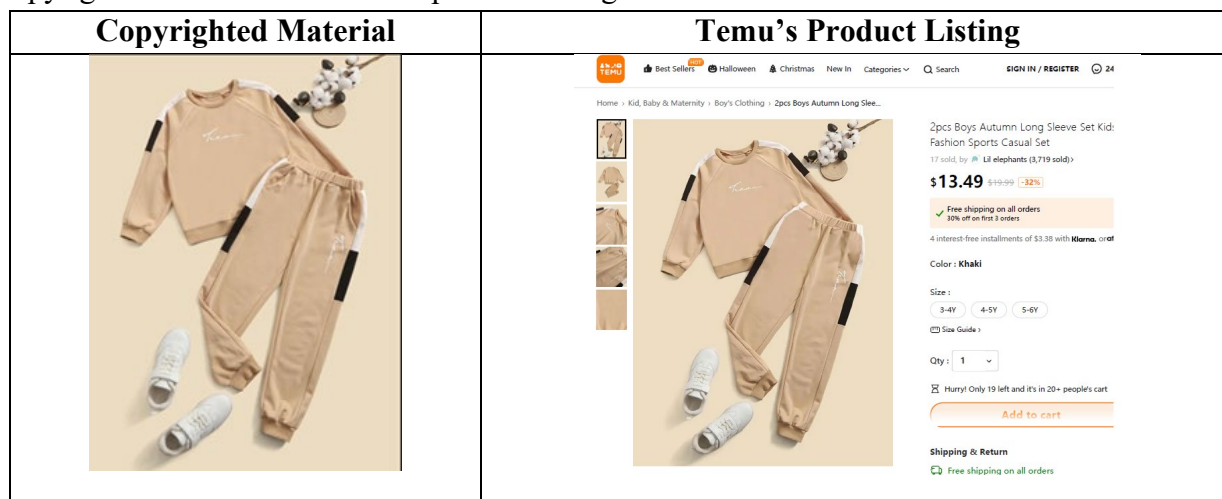 Copyrighted Material
Temu's Product Listing
TEMU
Best Sellers
HOT
Halloween
Christmas
New In
Categories
Search
SIGN IN / REGISTER
24
Home › Kid, Baby & Maternity › Boy's Clothing › 2pcs Boys Autumn Long Slee...
2pcs Boys Autumn Long Sleeve Set Kid
Fashion Sports Casual Set
17 sold, by Lil elephants (3,719 sold)›
$13.49 $19.99 -32%
Free shipping on all orders
30% off on first 3 orders
4 interest-free installments of $3.38 with Klarna. or
Color : Khaki
Size :
3-4Y
4-5Y
5-6Y
Size Guide ›
Qty : 1
Hurry! Only 19 left and it's in 20+ people's cart
Add to cart
Shipping & Return
Free shipping on all orders